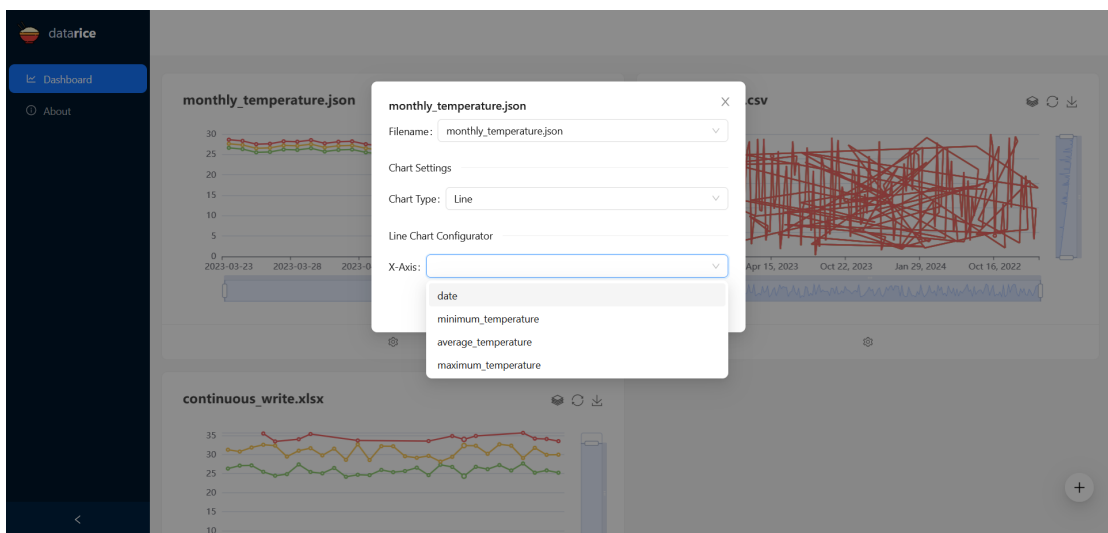 datarice
Dashboard
About
monthly_temperature.json
30
25
20
15
10
5
0
2023-03-23 2023-03-28 2023-0
monthly_temperature.json
Filename: monthly_temperature.json
Chart Settings
Chart Type: Line
Line Chart Configurator
X-Axis:
date
minimum_temperature
average_temperature
maximum_temperature
.csv
Apr 15, 2023 Oct 22, 2023 Jan 29, 2024 Oct 16, 2022
continuous_write.xlsx
35
30
25
20
15
10